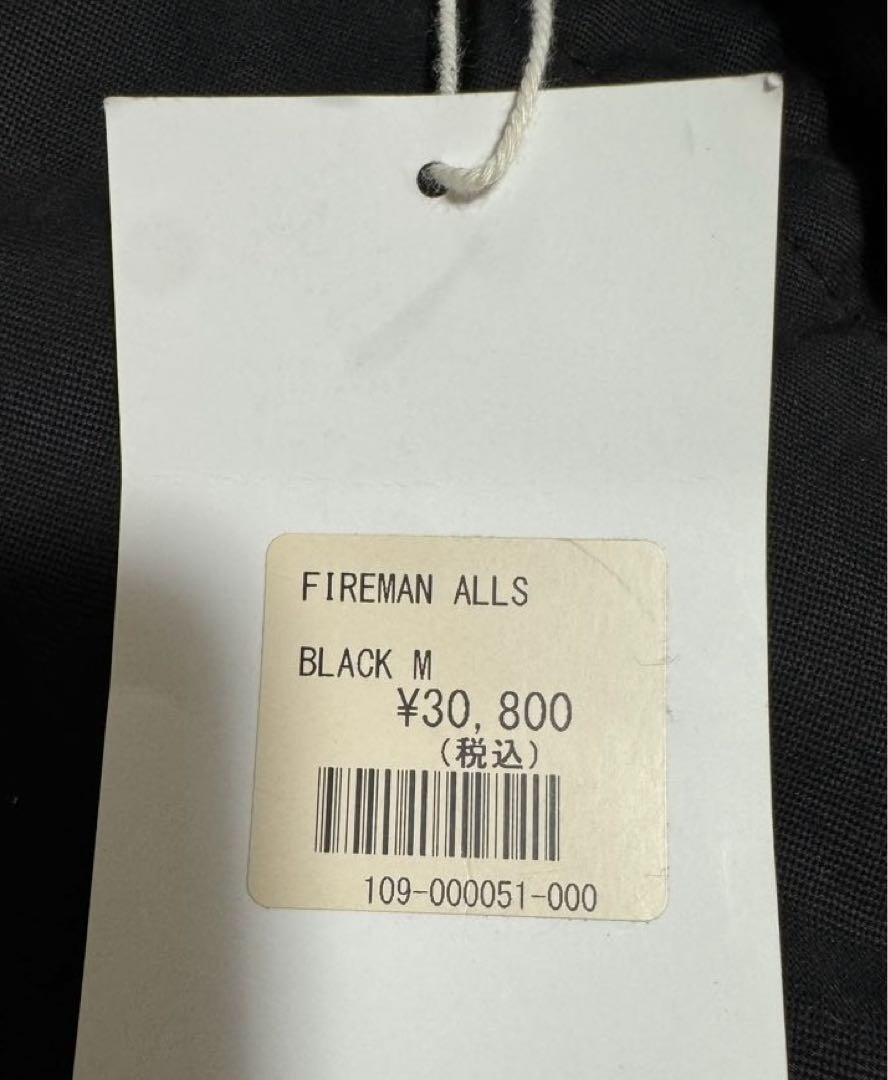 FIREMAN ALLS
BLACK M
¥30,800
(税込)
109-000051-000